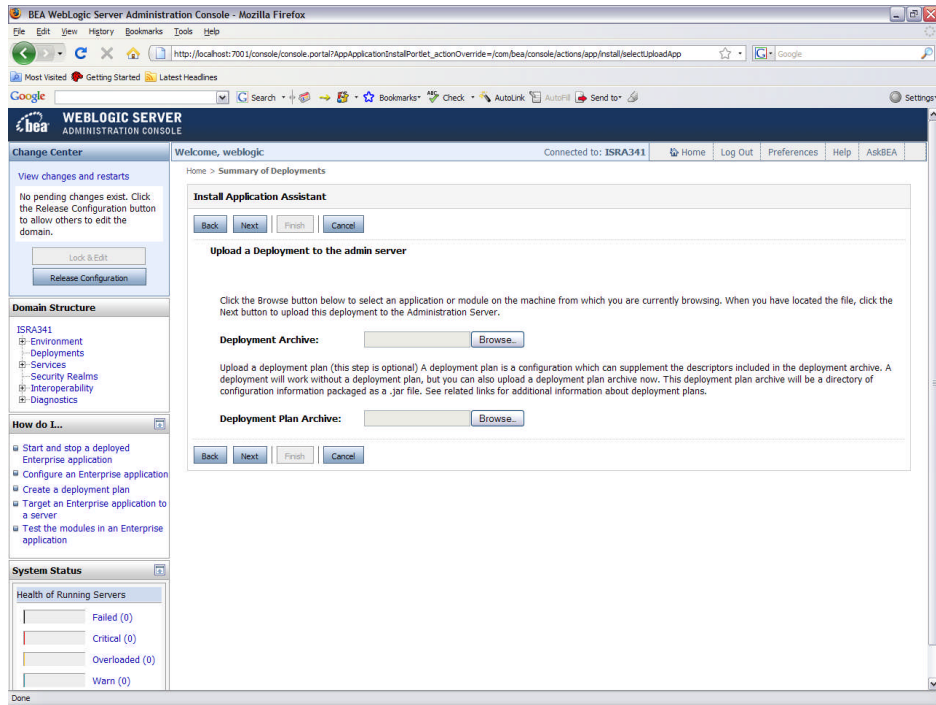 BEA WebLogic Server Administration Console - Mozilla Firefox
File Edit View History Bookmarks Tools Help
http://localhost:7001/console/console.portal?AppApplicationInstallPortlet_actionOverride=/com/bea/console/actions/app/install/selectUploadApp
Google
Most Visited Getting Started Latest Headlines
Google Search Bookmarks Check AutoLink AutoFill Send to Settings
bea WEBLOGIC SERVER
ADMINISTRATION CONSOLE
Change Center
View changes and restarts
No pending changes exist. Click
the Release Configuration button
to allow others to edit the
domain.
Lock & Edit
Release Configuration
Domain Structure
ISRA341
Environment
Deployments
Services
Security Realms
Interoperability
Diagnostics
How do I...
Start and stop a deployed
Enterprise application
Configure an Enterprise application
Create a deployment plan
Target an Enterprise application to
a server
Test the modules in an Enterprise
application
System Status
Health of Running Servers
Failed (0)
Critical (0)
Overloaded (0)
Warn (0)
Welcome, weblogic Connected to: ISRA341 Home Log Out Preferences Help AskBEA
Home > Summary of Deployments
Install Application Assistant
Back Next Finish Cancel
Upload a Deployment to the admin server
Click the Browse button below to select an application or module on the machine from which you are currently browsing. When you have located the file, click the
Next button to upload this deployment to the Administration Server.
Deployment Archive: Browse...
Upload a deployment plan (this step is optional) A deployment plan is a configuration which can supplement the descriptors included in the deployment archive. A
deployment will work without a deployment plan, but you can also upload a deployment plan archive now. This deployment plan archive will be a directory of
configuration information packaged as a .jar file. See related links for additional information about deployment plans.
Deployment Plan Archive: Browse...
Back Next Finish Cancel
Done